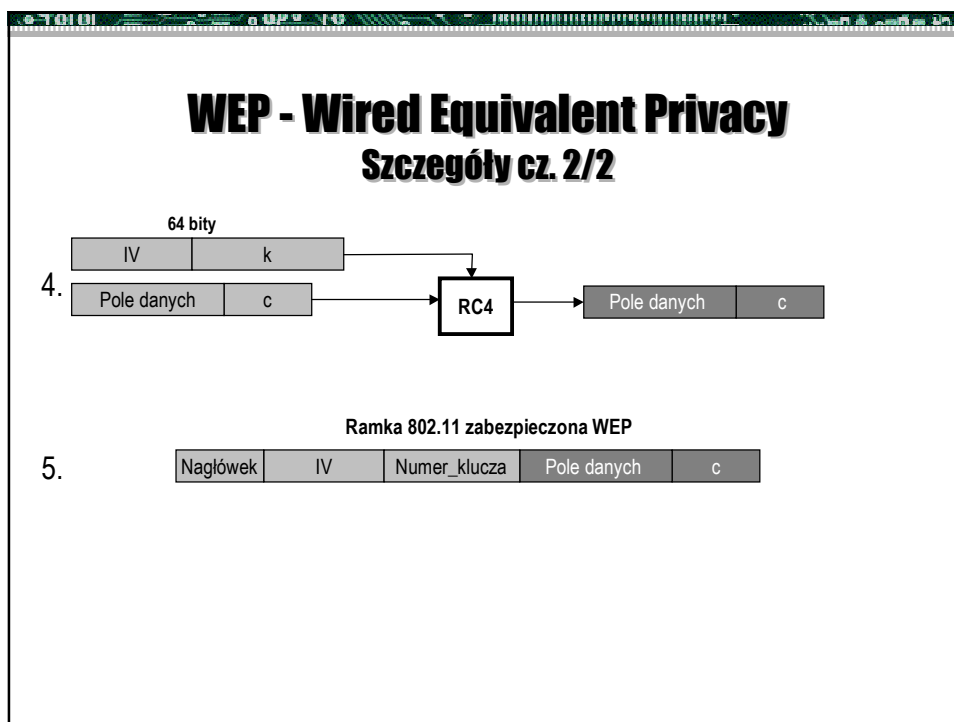 WEP - Wired Equivalent Privacy
Szczegóły cz. 2/2
64 bity
IV k
4. Pole danych c
RC4
Pole danych c
Ramka 802.11 zabezpieczona WEP
5. Nagłówek IV Numer_klucza Pole danych c